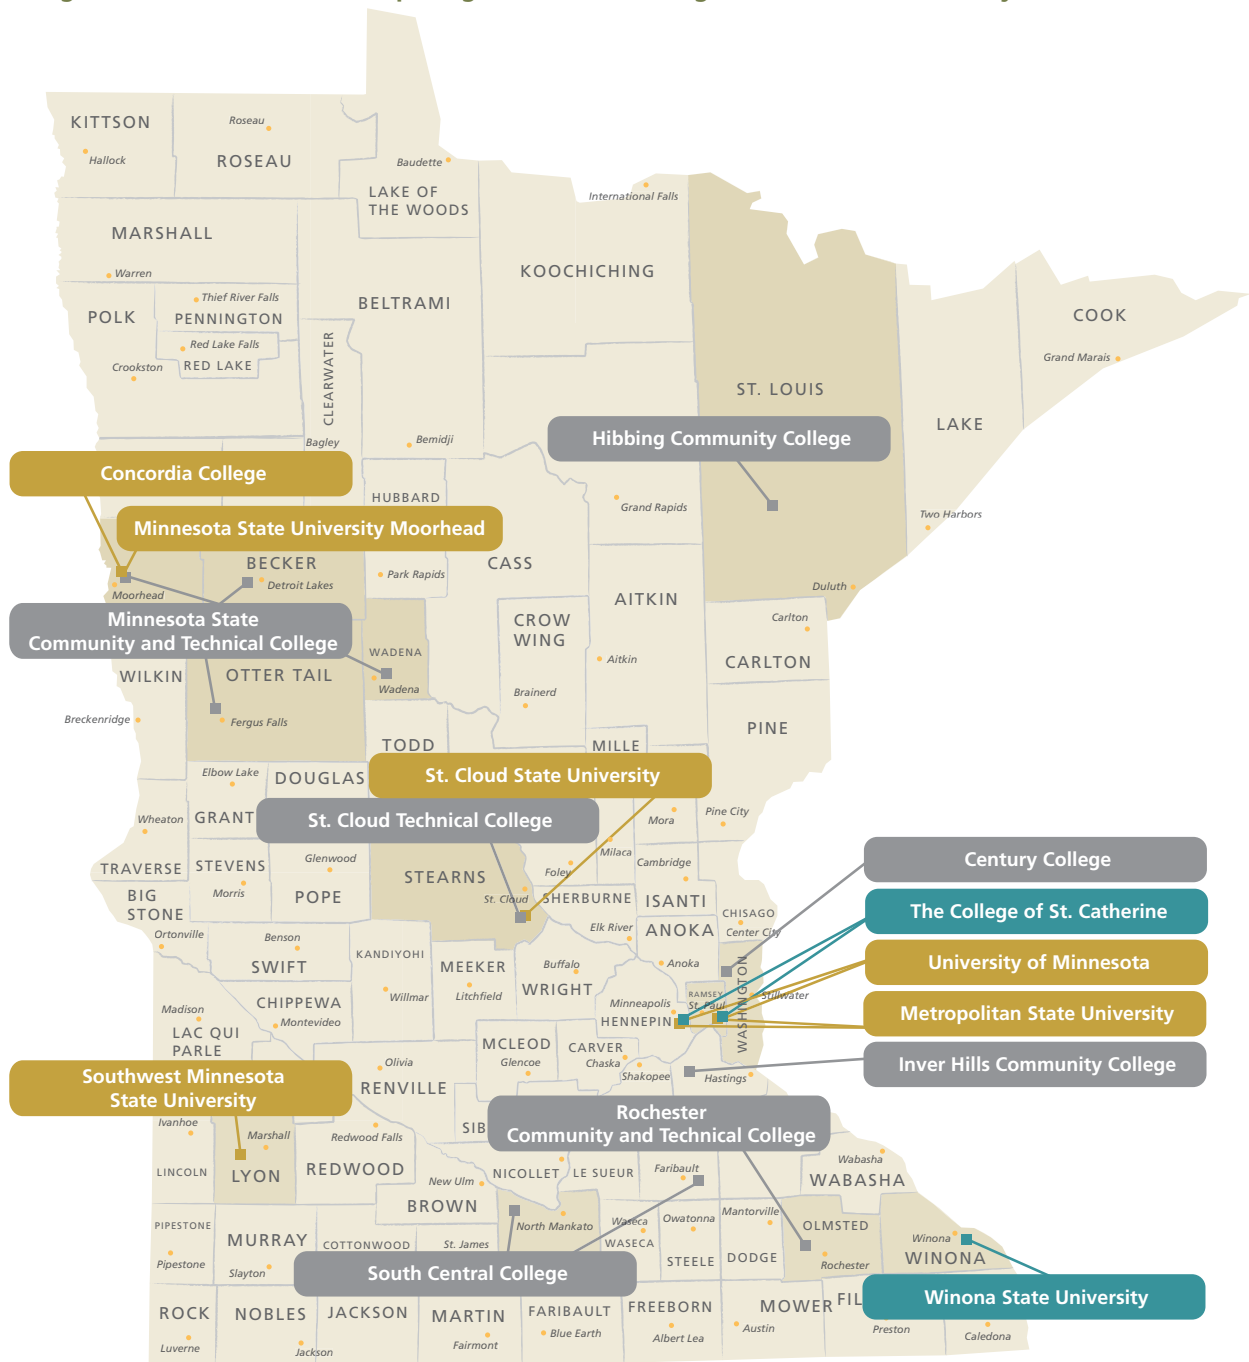 KITTSON
Roseau
Hallock
ROSEAU
Baudette
LAKE OF
THE WOODS
International Falls
MARSHALL
Warren
KOOCHICHING
Thief River Falls
BELTRAMI
POLK
PENNINGTON
COOK
Red Lake Falls
RED LAKE
Crookston
CLEARWATER
Grand Marais
ST. LOUIS
LAKE
Bagley
Bemidji
Hibbing Community College
Concordia College
HUBBARD
Grand Rapids
Two Harbors
Minnesota State University Moorhead
BECKER
CASS
Park Rapids
Detroit Lakes
Moorhead
Duluth
AITKIN
Minnesota State
Community and Technical College
CROW
WING
Carlton
WADENA
Aitkin
CARLTON
WILKIN
OTTER TAIL
Wadena
Brainerd
Breckenridge
Fergus Falls
PINE
TODD
MILLE
Elbow Lake
DOUGLAS
St. Cloud State University
GRANT
St. Cloud Technical College
Wheaton
Mora
Pine City
TRAVERSE
STEVENS
Glenwood
Milaca
Cambridge
Century College
Foley
STEARNS
Morris
POPE
BIG
STONE
St. Cloud
SHERBURNE
ISANTI
CHISAGO
The College of St. Catherine
Elk River
ANOKA
Center City
Ortonville
Benson
SWIFT
KANDIYOHI
MEEKER
Buffalo
Anoka
University of Minnesota
WRIGHT
Willmar
Litchfield
RAMSEY
Stillwater
WASHINGTON
Madison
CHIPPEWA
Montevideo
Minneapolis
St. Paul
HENNEPIN
Metropolitan State University
LAC QUI
PARLE
MCLEOD
Glencoe
CARVER
Chaska
Shakopee
Hastings
Inver Hills Community College
Olivia
RENVILLE
Southwest Minnesota
State University
SIB
Rochester
Community and Technical College
Ivanhoe
Marshall
Redwood Falls
LINCOLN
LYON
REDWOOD
NICOLLET
LE SUEUR
Faribault
Wabasha
WABASHA
New Ulm
BROWN
North Mankato
PIPESTONE
MURRAY
COTTONWOOD
St. James
Waseca
WASECA
Owatonna
STEELE
Mantorville
DODGE
OLMSTED
Rochester
Winona
WINONA
Pipestone
Slayton
South Central College
Winona State University
ROCK
NOBLES
JACKSON
MARTIN
FARIBAULT
FREEBORN
MOWER
FIL
Luverne
Jackson
Fairmont
Blue Earth
Albert Lea
Austin
Preston
Caledona